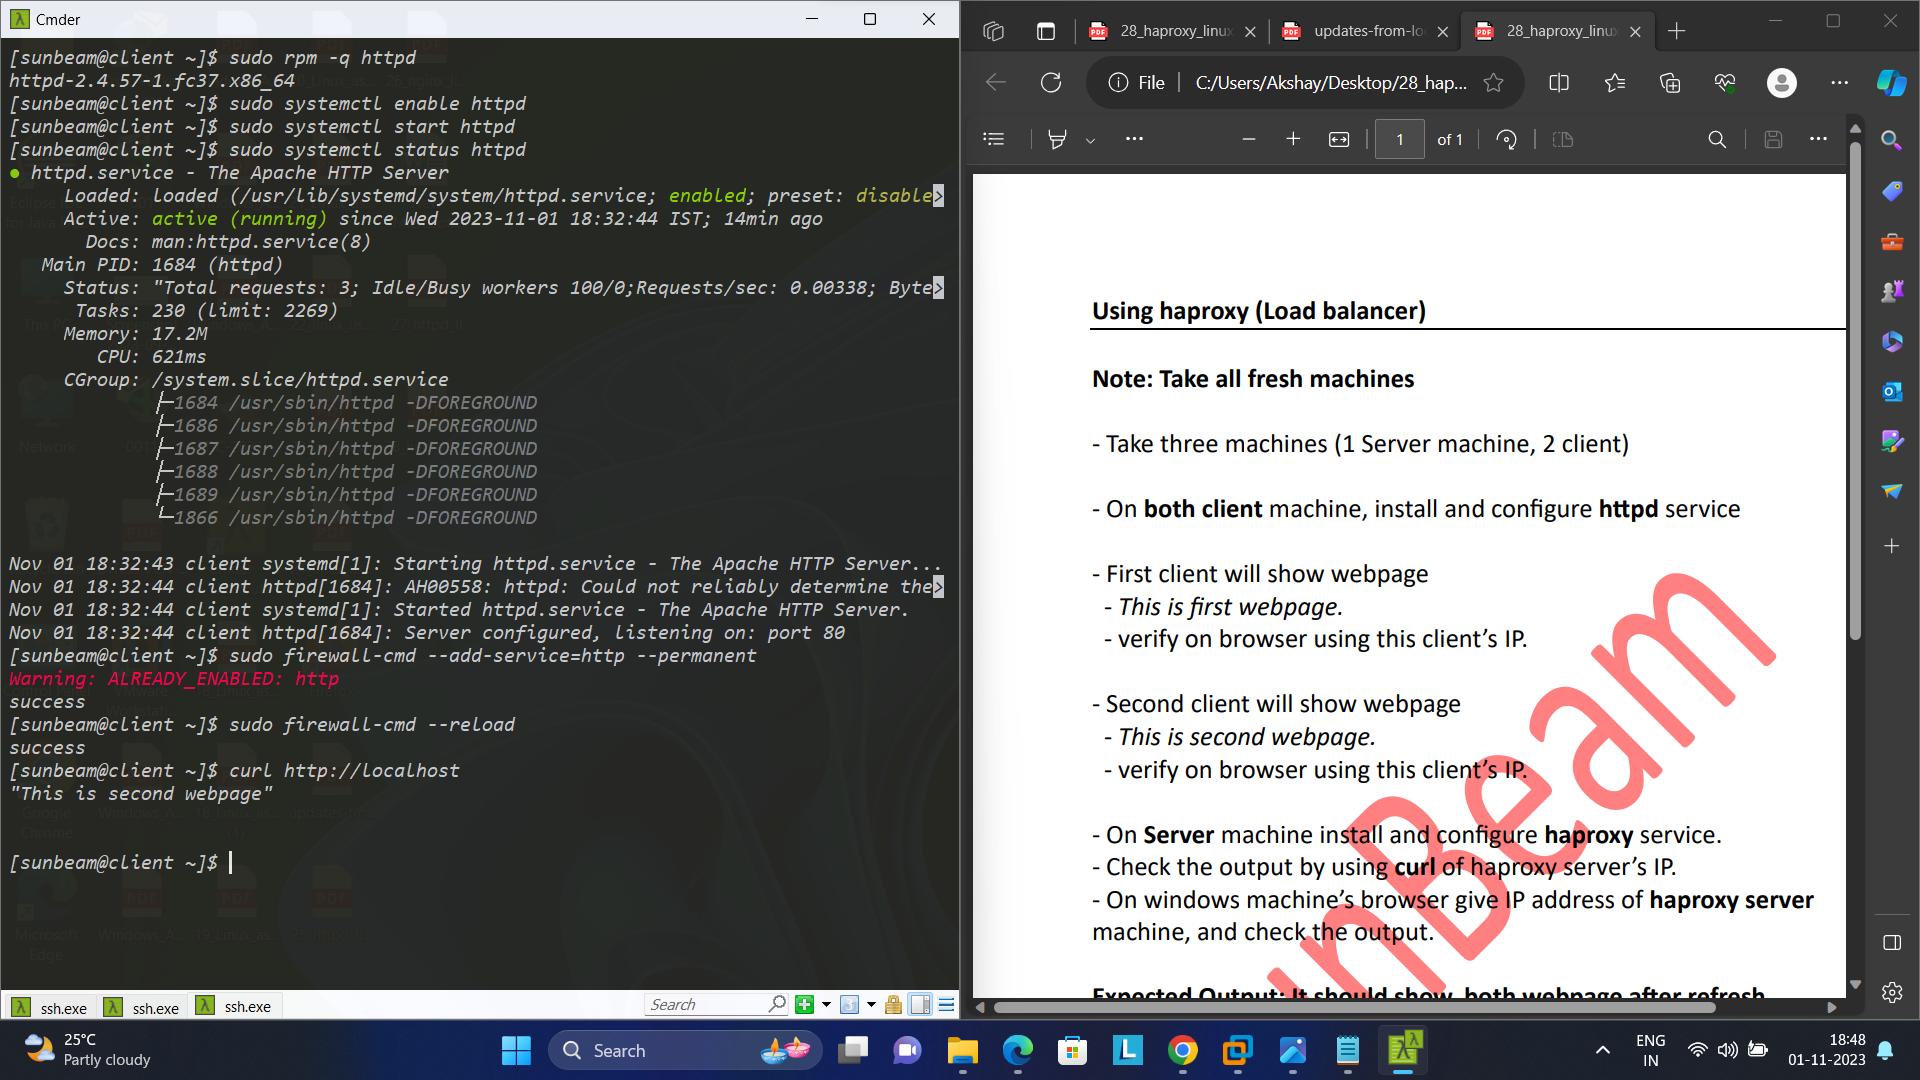 Cmder
[sunbeam@client ~]$ sudo rpm -q httpd
httpd-2.4.57-1.fc37.x86_64
[sunbeam@client ~]$ sudo systemctl enable httpd
[sunbeam@client ~]$ sudo systemctl start httpd
[sunbeam@client ~]$ sudo systemctl status httpd
● httpd.service - The Apache HTTP Server
Loaded: loaded (/usr/lib/systemd/system/httpd.service; enabled; preset: disable>
Active: active (running) since Wed 2023-11-01 18:32:44 IST; 14min ago
Docs: man:httpd.service(8)
Main PID: 1684 (httpd)
Status: "Total requests: 3; Idle/Busy workers 100/0;Requests/sec: 0.00338; Byte>
Tasks: 230 (limit: 2269)
Memory: 17.2M
CPU: 621ms
CGroup: /system.slice/httpd.service
├─1684 /usr/sbin/httpd -DFOREGROUND
├─1686 /usr/sbin/httpd -DFOREGROUND
├─1687 /usr/sbin/httpd -DFOREGROUND
├─1688 /usr/sbin/httpd -DFOREGROUND
├─1689 /usr/sbin/httpd -DFOREGROUND
└─1866 /usr/sbin/httpd -DFOREGROUND
Nov 01 18:32:43 client systemd[1]: Starting httpd.service - The Apache HTTP Server...
Nov 01 18:32:44 client httpd[1684]: AH00558: httpd: Could not reliably determine the>
Nov 01 18:32:44 client systemd[1]: Started httpd.service - The Apache HTTP Server.
Nov 01 18:32:44 client httpd[1684]: Server configured, listening on: port 80
[sunbeam@client ~]$ sudo firewall-cmd --add-service=http --permanent
Warning: ALREADY_ENABLED: http
success
[sunbeam@client ~]$ sudo firewall-cmd --reload
success
[sunbeam@client ~]$ curl http://localhost
"This is second webpage"
[sunbeam@client ~]$
ssh.exe
ssh.exe
ssh.exe
Search
28_haproxy_linux
updates-from-lo
28_haproxy_linux
File
C:/Users/Akshay/Desktop/28_hap...
1
of 1
Using haproxy (Load balancer)
Note: Take all fresh machines
- Take three machines (1 Server machine, 2 client)
- On both client machine, install and configure httpd service
- First client will show webpage
- This is first webpage.
- verify on browser using this client’s IP.
- Second client will show webpage
- This is second webpage.
- verify on browser using this client’s IP.
- On Server machine install and configure haproxy service.
- Check the output by using curl of haproxy server’s IP.
- On windows machine’s browser give IP address of haproxy server
machine, and check the output.
Expected Output: It should show, both webpage after refresh
25°C
Partly cloudy
Search
ENG
IN
18:48
01-11-2023